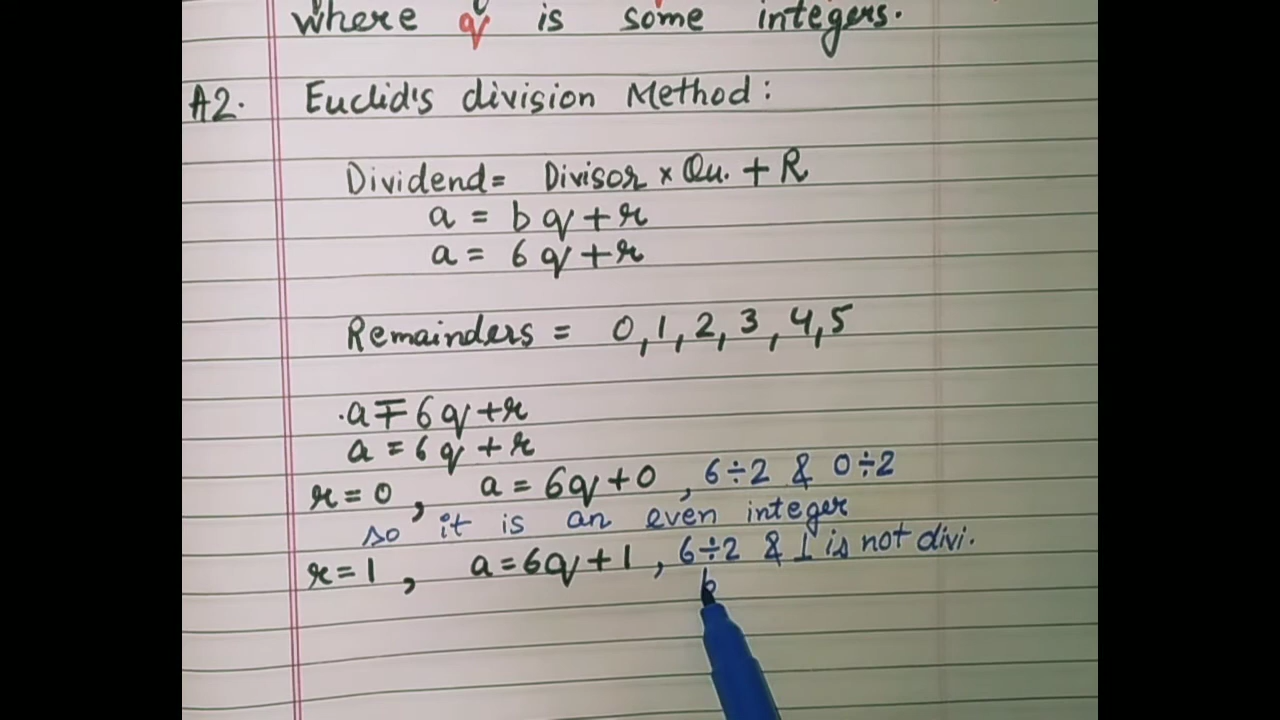 where q is some integers.
A2. Euclid's division Method:
Dividend = Divisor × Qu. + R
a = bq + r
a = 6q + r
Remainders = 0, 1, 2, 3, 4, 5
a = 6q + r
a = 6q + r
r = 0, a = 6q + 0, 6 ÷ 2 & 0 ÷ 2
so it is an even integer
r = 1, a = 6q + 1, 6 ÷ 2 & 1 is not divi.
b